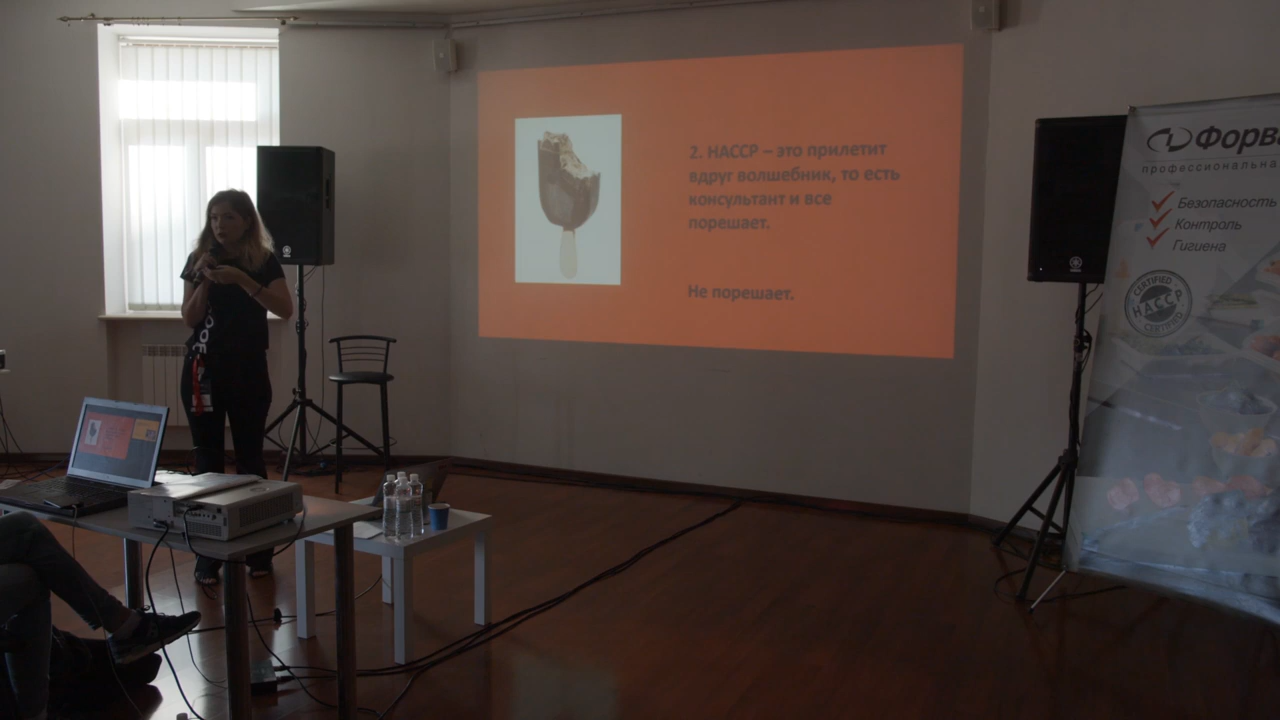 2. НАССР – это прилетит
вдруг волшебник, то есть
консультант и все
порешает.
Не порешает.
Форва
профессиональна
Безопасность
Контроль
Гигиена
CERTIFIED
HACCP
CERTIFIED